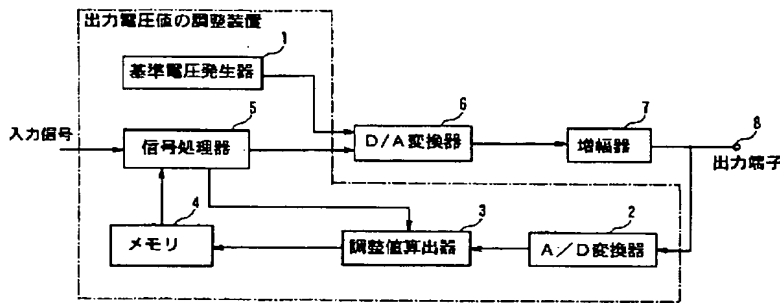 出力電圧値の調整装置
1
基準電圧発生器
5
6
7
8
入力信号
信号処理器
D/A変換器
増幅器
出力端子
4
3
2
メモリ
調整値算出器
A/D変換器